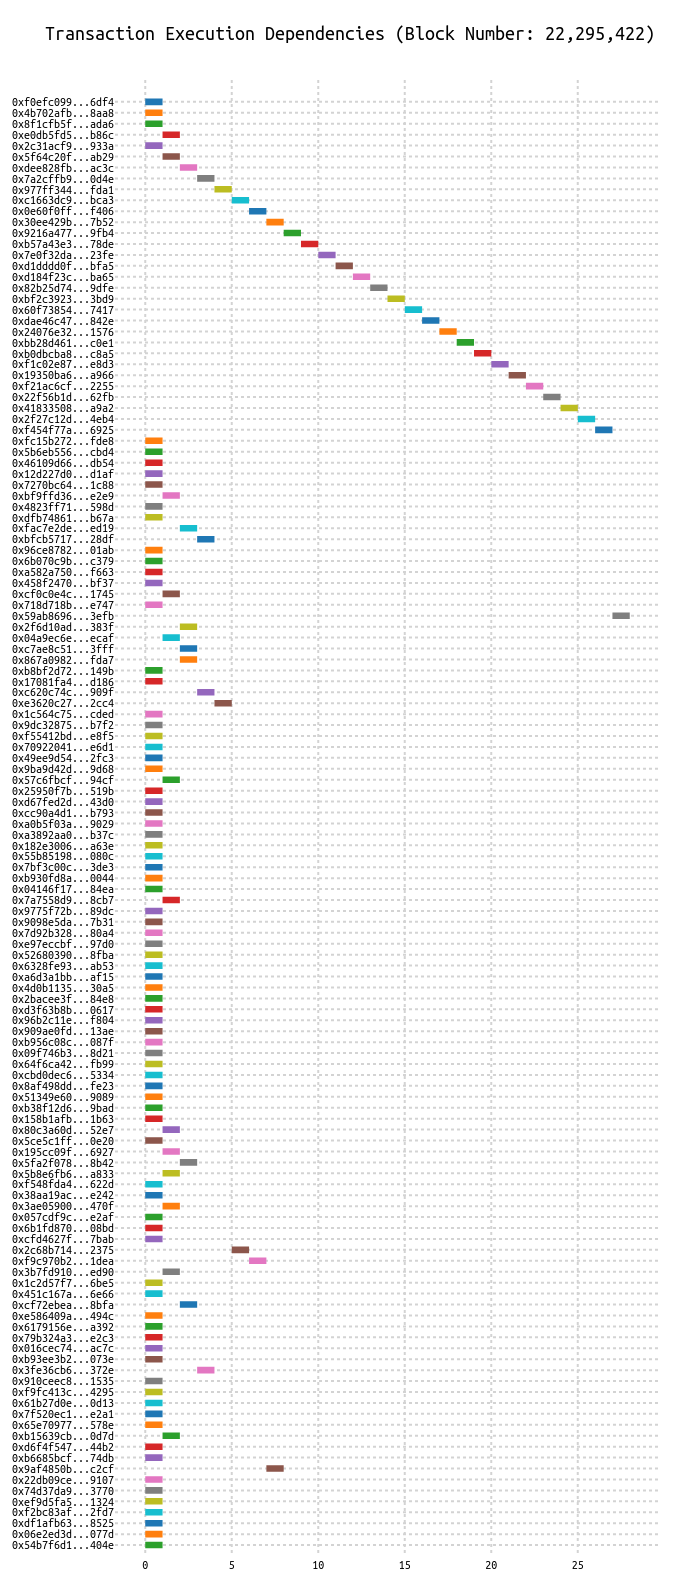 Transaction Execution Dependencies (Block Number: 22,295,422)
0xf0efc099...6df4
0x4b702afb...8aa8
0x8f1cfb5f...ada6
0xe0db5fd5...b86c
0x2c31acf9...933a
0x5f64c20f...ab29
0xdee828fb...ac3c
0x7a2cffb9...0d4e
0x977ff344...fda1
0xc1663dc9...bca3
0x0e60f0ff...f406
0x30ee429b...7b52
0x9216a477...9fb4
0xb57a43e3...78de
0x7e0f32da...23fe
0xd1dddd0f...bfa5
0xd184f23c...ba65
0x82b25d74...9dfe
0xbf2c3923...3bd9
0x60f73854...7417
0xdae46c47...842e
0x24076e32...1576
0xbb28d461...c0e1
0xb0dbcba8...c8a5
0xf1c02e87...e8d3
0x19350ba6...a966
0xf21ac6cf...2255
0x22f56b1d...62fb
0x41833508...a9a2
0x2f27c12d...4eb4
0xf454f77a...6925
0xfc15b272...fde8
0x5b6eb556...cbd4
0x46109d66...db54
0x12d227d0...d1af
0x7270bc64...1c88
0xbf9ffd36...e2e9
0x4823ff71...598d
0xdfb74861...b67a
0xfac7e2de...ed19
0xbfcb5717...28df
0x96ce8782...01ab
0x6b070c9b...c379
0xa582a750...f663
0x458f2470...bf37
0xcf0c0e4c...1745
0x718d718b...e747
0x59ab8696...3efb
0x2f6d10ad...383f
0x04a9ec6e...ecaf
0xc7ae8c51...3fff
0x867a0982...fda7
0xb8bf2d72...149b
0x17081fa4...d186
0xc620c74c...909f
0xe3620c27...2cc4
0x1c564c75...cded
0x9dc32875...b7f2
0xf55412bd...e8f5
0x70922041...e6d1
0x49ee9d54...2fc3
0x9ba9d42d...9d68
0x57c6fbcf...94cf
0x25950f7b...519b
0xd67fed2d...43d0
0xcc90a4d1...b793
0xa0b5f03a...9029
0xa3892aa0...b37c
0x182e3006...a63e
0x55b85198...080c
0x7bf3c00c...3de3
0xb930fd8a...0044
0x04146f17...84ea
0x7a7558d9...8cb7
0x9775f72b...89dc
0x9098e5da...7b31
0x7d92b328...80a4
0xe97eccbf...97d0
0x52680390...8fba
0x6328fe93...ab53
0xa6d3a1bb...af15
0x4d0b1135...30a5
0x2bacee3f...84e8
0xd3f63b8b...0617
0x96b2c11e...f804
0x909ae0fd...13ae
0xb956c08c...087f
0x09f746b3...8d21
0x64f6ca42...fb99
0xcbd0dec6...5334
0x8af498dd...fe23
0x51349e60...9089
0xb38f12d6...9bad
0x158b1afb...1b63
0x80c3a60d...52e7
0x5ce5c1ff...0e20
0x195cc09f...6927
0x5fa2f078...8b42
0x5b8e6fb6...a833
0xf548fda4...622d
0x38aa19ac...e242
0x3ae05900...470f
0x057cdf9c...e2af
0x6b1fd870...08bd
0xcfd4627f...7bab
0x2c68b714...2375
0xf9c970b2...1dea
0x3b7fd910...ed90
0x1c2d57f7...6be5
0x451c167a...6e66
0xcf72ebea...8bfa
0xe586409a...494c
0x6179156e...a392
0x79b324a3...e2c3
0x016cec74...ac7c
0xb93ee3b2...073e
0x3fe36cb6...372e
0x910ceec8...1535
0xf9fc413c...4295
0x61b27d0e...0d13
0x7f520ec1...e2a1
0x65e70977...578e
0xb15639cb...0d7d
0xd6f4f547...44b2
0xb6685bcf...74db
0x9af4850b...c2cf
0x22db09ce...9107
0x74d37da9...3770
0xef9d5fa5...1324
0xf2bc83af...2fd7
0xdf1afb63...8525
0x06e2ed3d...077d
0x54b7f6d1...404e
0 5 10 15 20 25